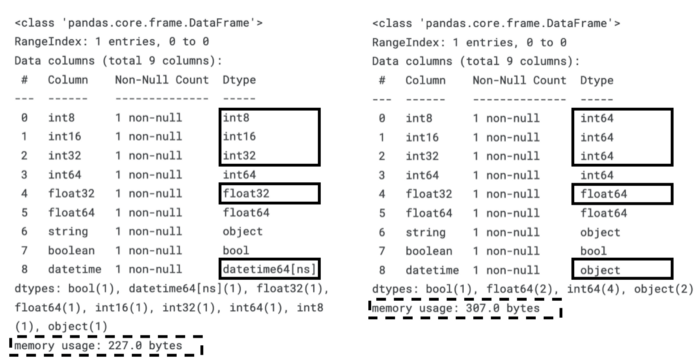 <class 'pandas.core.frame.DataFrame'>
RangeIndex: 1 entries, 0 to 0
Data columns (total 9 columns):
# Column Non-Null Count Dtype
--- ------ -------------- -----
0 int8 1 non-null int8
1 int16 1 non-null int16
2 int32 1 non-null int32
3 int64 1 non-null int64
4 float32 1 non-null float32
5 float64 1 non-null float64
6 string 1 non-null object
7 boolean 1 non-null bool
8 datetime 1 non-null datetime64[ns]
dtypes: bool(1), datetime64[ns](1), float32(1),
float64(1), int16(1), int32(1), int64(1), int8
(1), object(1)
memory usage: 227.0 bytes
<class 'pandas.core.frame.DataFrame'>
RangeIndex: 1 entries, 0 to 0
Data columns (total 9 columns):
# Column Non-Null Count Dtype
--- ------ -------------- -----
0 int8 1 non-null int64
1 int16 1 non-null int64
2 int32 1 non-null int64
3 int64 1 non-null int64
4 float32 1 non-null float64
5 float64 1 non-null float64
6 string 1 non-null object
7 boolean 1 non-null bool
8 datetime 1 non-null object
dtypes: bool(1), float64(2), int64(4), object(2)
memory usage: 307.0 bytes